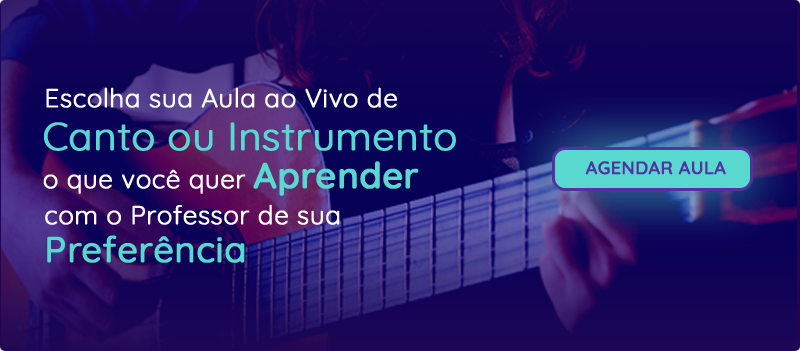 Escolha sua Aula ao Vivo de
Canto ou Instrumento
o que você quer Aprender
com o Professor de sua
Preferência
AGENDAR AULA